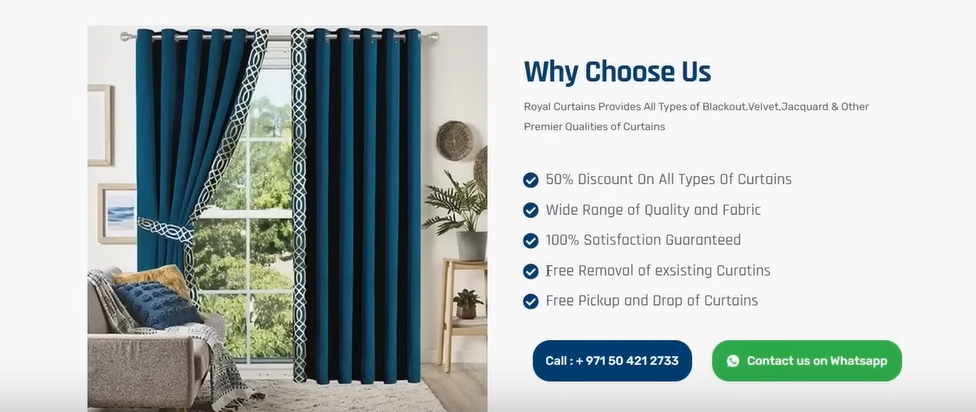 Why Choose Us
Royal Curtains Provides All Types of Blackout,Velvet,Jacquard & Other
Premier Qualities of Curtains
50% Discount On All Types Of Curtains
Wide Range of Quality and Fabric
100% Satisfaction Guaranteed
Free Removal of exsisting Curatins
Free Pickup and Drop of Curtains
Call : + 971 50 421 2733
Contact us on Whatsapp